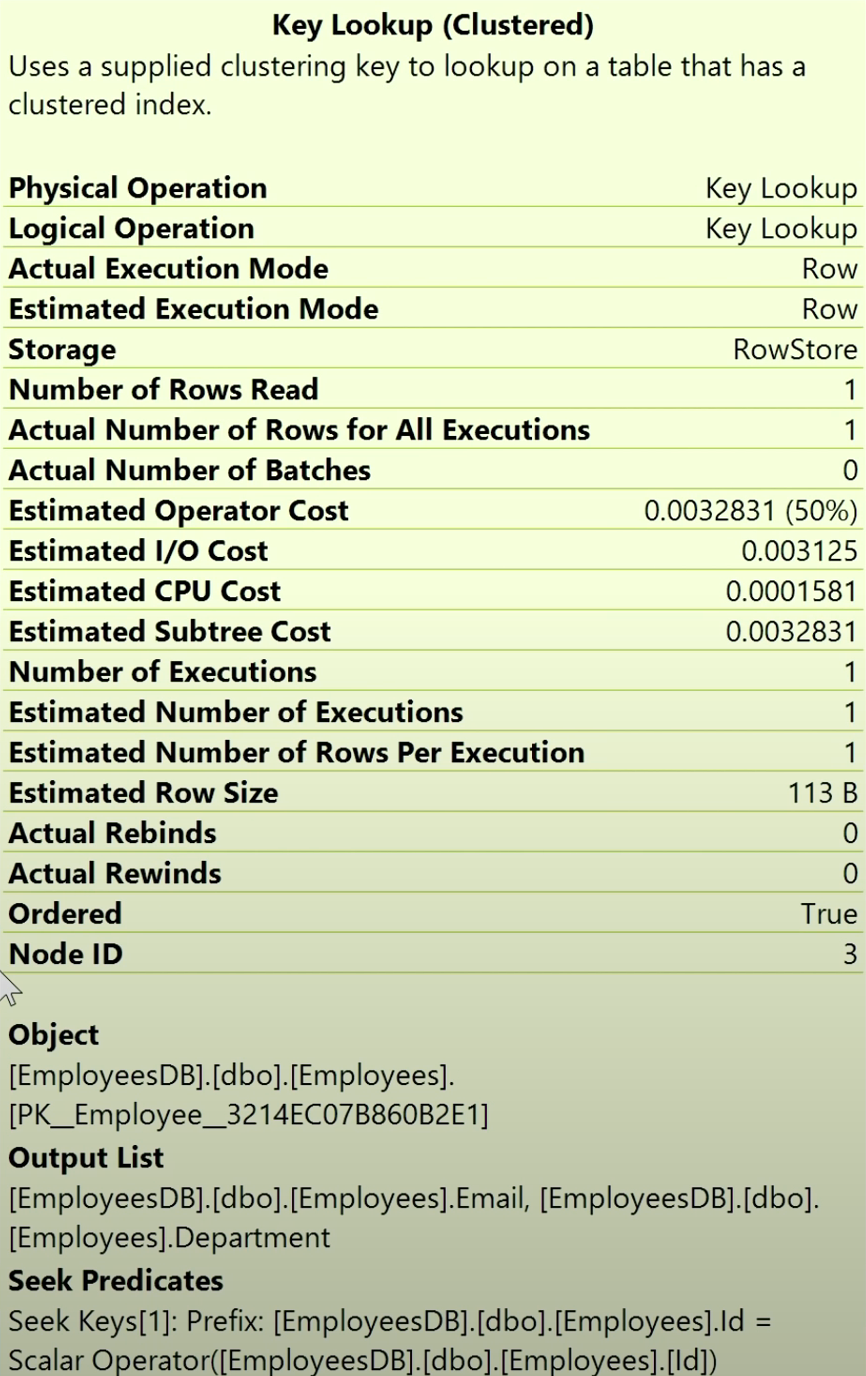 Key Lookup (Clustered)
Uses a supplied clustering key to lookup on a table that has a
clustered index.
Physical Operation Key Lookup
Logical Operation Key Lookup
Actual Execution Mode Row
Estimated Execution Mode Row
Storage RowStore
Number of Rows Read 1
Actual Number of Rows for All Executions 1
Actual Number of Batches 0
Estimated Operator Cost 0.0032831 (50%)
Estimated I/O Cost 0.003125
Estimated CPU Cost 0.0001581
Estimated Subtree Cost 0.0032831
Number of Executions 1
Estimated Number of Executions 1
Estimated Number of Rows Per Execution 1
Estimated Row Size 113 B
Actual Rebinds 0
Actual Rewinds 0
Ordered True
Node ID 3
Object
[EmployeesDB].[dbo].[Employees].
[PK__Employee__3214EC07B860B2E1]
Output List
[EmployeesDB].[dbo].[Employees].Email, [EmployeesDB].[dbo].
[Employees].Department
Seek Predicates
Seek Keys[1]: Prefix: [EmployeesDB].[dbo].[Employees].Id =
Scalar Operator([EmployeesDB].[dbo].[Employees].[Id])